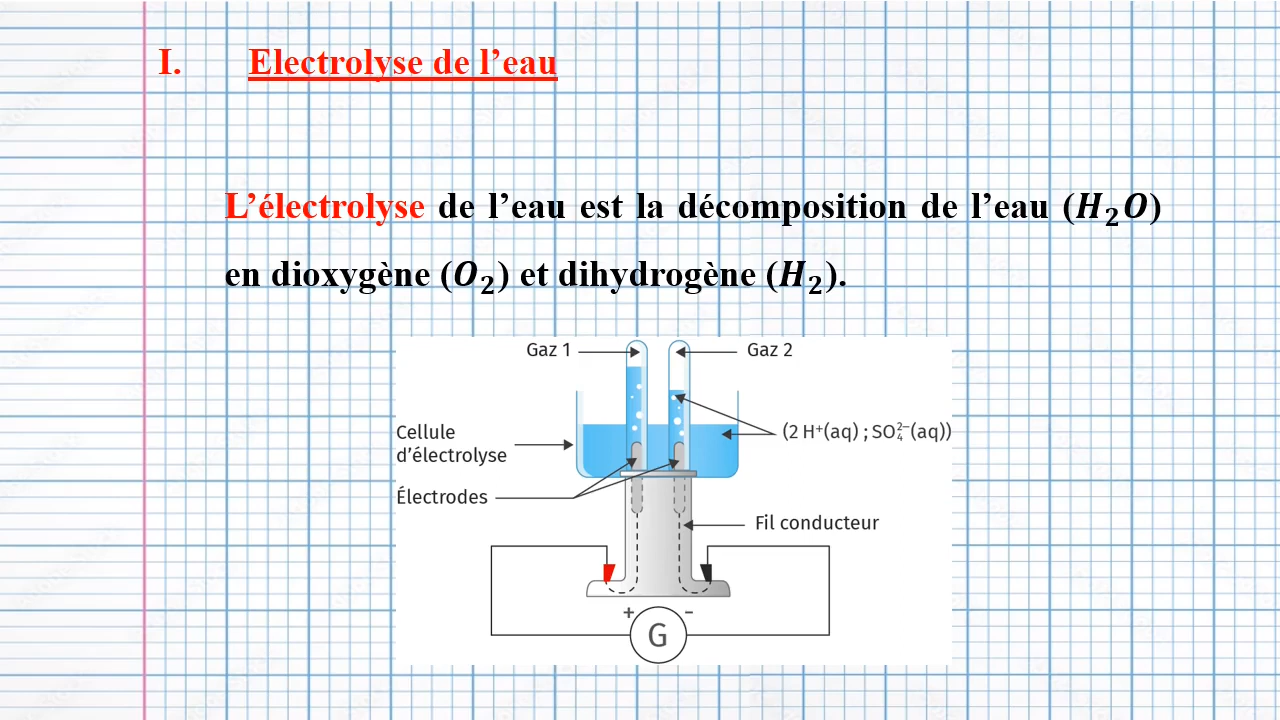 I. Electrolyse de l’eau
L’électrolyse de l’eau est la décomposition de l’eau (H₂O)
en dioxygène (O₂) et dihydrogène (H₂).
Gaz 1
Gaz 2
Cellule
d’électrolyse
(2 H⁺(aq) ; SO₄²⁻(aq))
Électrodes
Fil conducteur
+
−
G